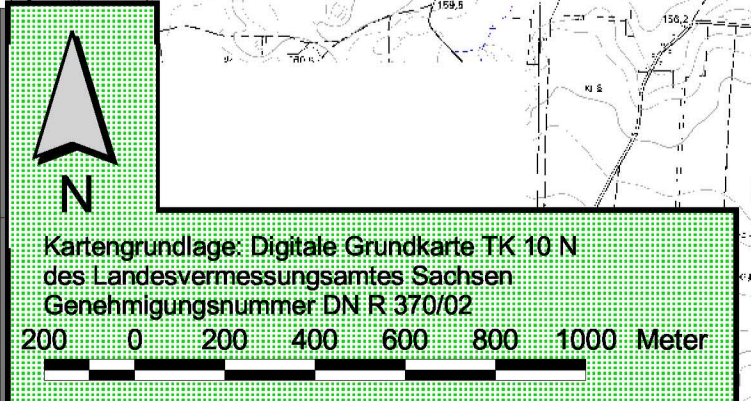 159,5
156,2
N
Kartengrundlage: Digitale Grundkarte TK 10 N
des Landesvermessungsamtes Sachsen
Genehmigungsnummer DN R 370/02
200 0 200 400 600 800 1000 Meter